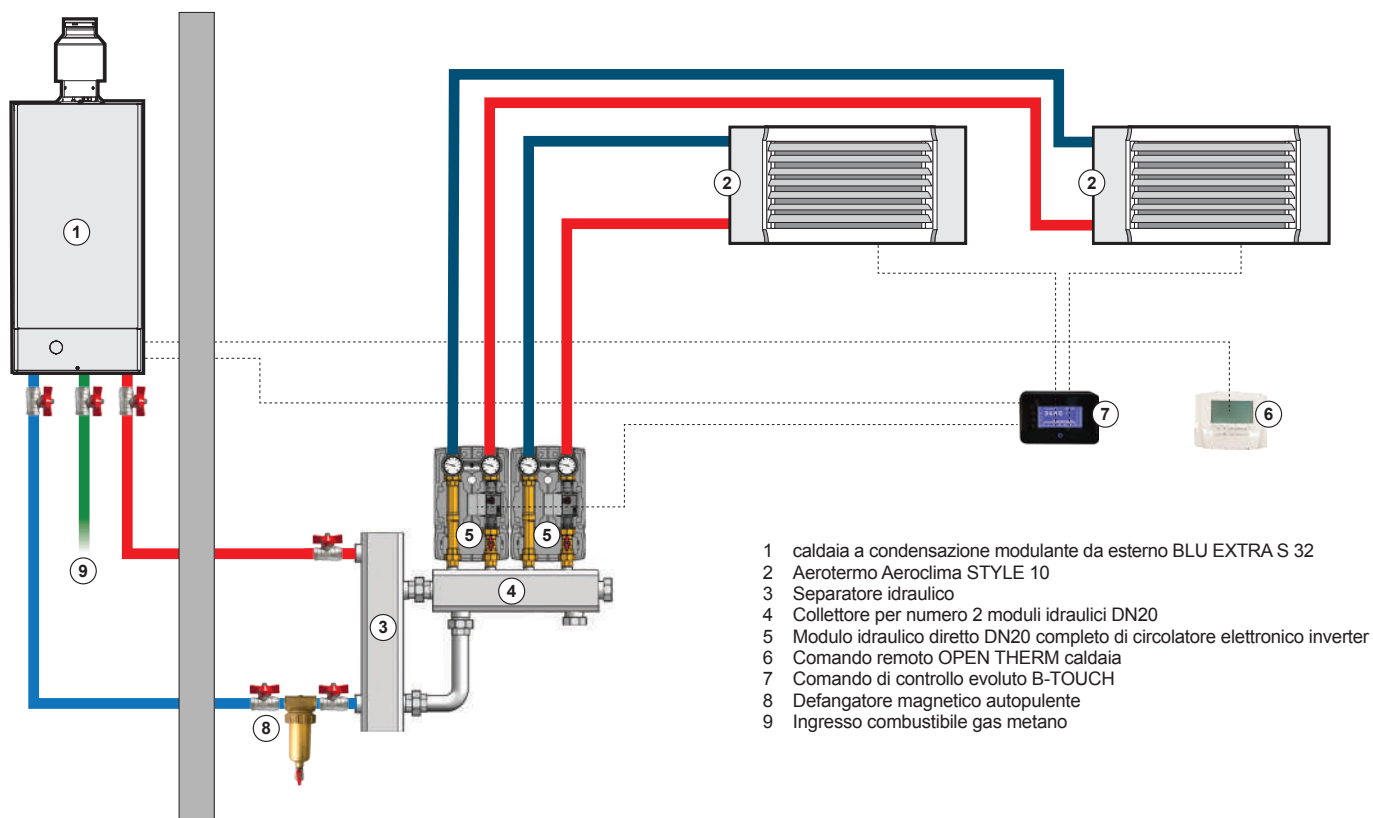 1
2
2
7
6
5
5
9
4
3
8
1 caldaia a condensazione modulante da esterno BLU EXTRA S 32
2 Aerotermo Aeroclima STYLE 10
3 Separatore idraulico
4 Collettore per numero 2 moduli idraulici DN20
5 Modulo idraulico diretto DN20 completo di circolatore elettronico inverter
6 Comando remoto OPEN THERM caldaia
7 Comando di controllo evoluto B-TOUCH
8 Defangatore magnetico autopulente
9 Ingresso combustibile gas metano